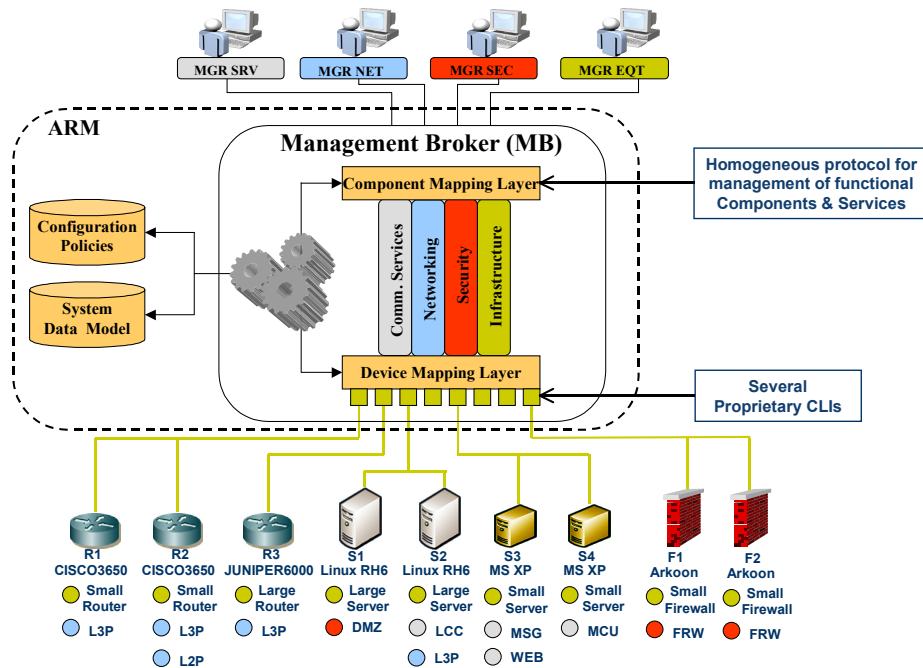 MGR SRV
MGR NET
MGR SEC
MGR EQT
ARM
Management Broker (MB)
Component Mapping Layer
Homogeneous protocol for
management of functional
Components & Services
Configuration
Policies
System
Data Model
Comm. Services
Networking
Security
Infrastructure
Device Mapping Layer
Several
Proprietary CLIs
R1
CISCO3650
Small
Router
L3P
R2
CISCO3650
Small
Router
L3P
L2P
R3
JUNIPER6000
Large
Router
L3P
S1
Linux RH6
Large
Server
DMZ
S2
Linux RH6
Large
Server
LCC
L3P
S3
MS XP
Small
Server
MSG
WEB
S4
MS XP
Small
Server
MCU
F1
Arkoon
Small
Firewall
FRW
F2
Arkoon
Small
Firewall
FRW